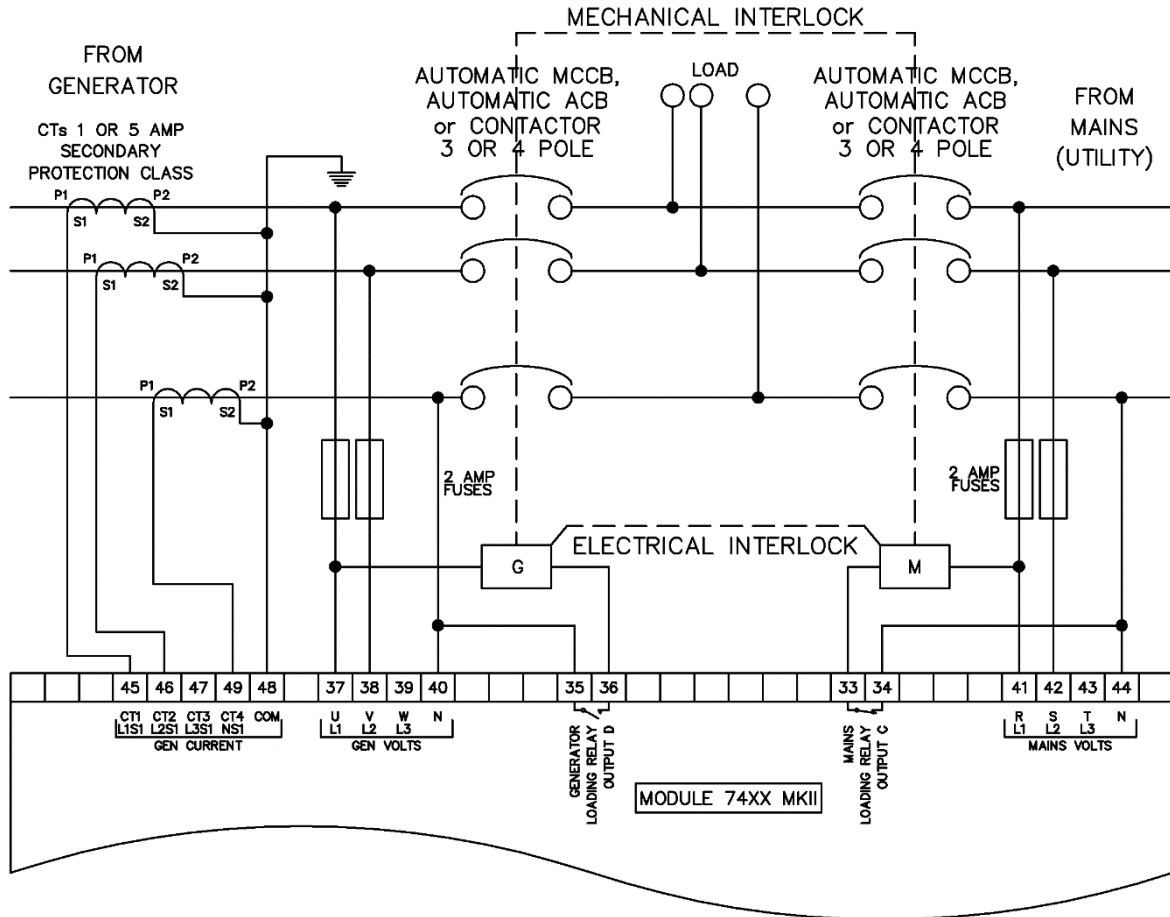 MECHANICAL INTERLOCK
FROM
GENERATOR
CTs 1 OR 5 AMP
SECONDARY
PROTECTION CLASS
AUTOMATIC MCCB,
AUTOMATIC ACB
or CONTACTOR
3 OR 4 POLE
LOAD
AUTOMATIC MCCB,
AUTOMATIC ACB
or CONTACTOR
3 OR 4 POLE
FROM
MAINS
(UTILITY)
P1 P2
S1 S2
P1 P2
S1 S2
P1 P2
S1 S2
2 AMP
FUSES
2 AMP
FUSES
ELECTRICAL INTERLOCK
G
M
45 46 47 49 48 37 38 39 40 35 36 33 34 41 42 43 44
CT1 CT2 CT3 CT4 COM
L1S1 L2S1 L3S1 NS1
GEN CURRENT
U V W N
L1 L2 L3
GEN VOLTS
GENERATOR
LOADING RELAY
OUTPUT D
MODULE 74XX MKII
MAINS
LOADING RELAY
OUTPUT C
R S T N
L1 L2 L3
MAINS VOLTS